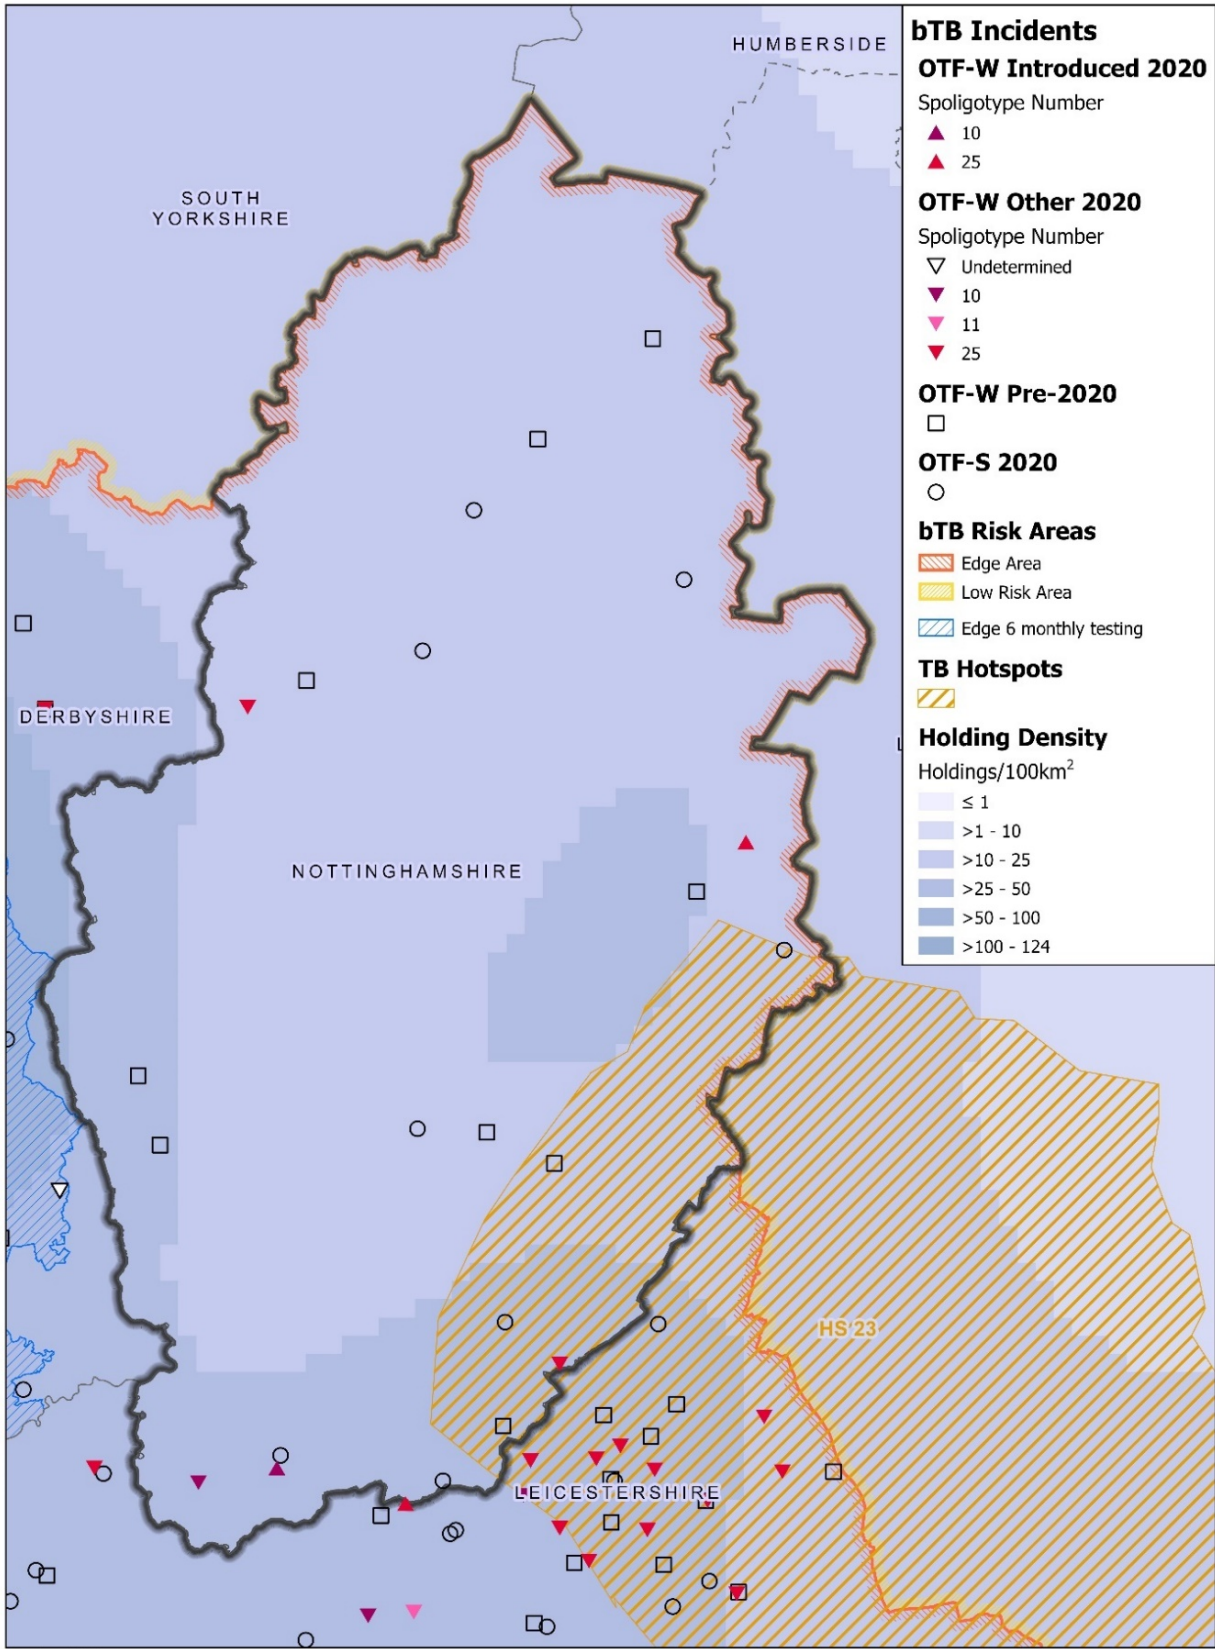 HUMBERSIDE
SOUTH
YORKSHIRE
DERBYSHIRE
NOTTINGHAMSHIRE
HS 23
LEICESTERSHIRE
bTB Incidents
OTF-W Introduced 2020
Spoligotype Number
10
25
OTF-W Other 2020
Spoligotype Number
Undetermined
10
11
25
OTF-W Pre-2020
OTF-S 2020
bTB Risk Areas
Edge Area
Low Risk Area
Edge 6 monthly testing
TB Hotspots
Holding Density
Holdings/100km²
≤ 1
>1 - 10
>10 - 25
>25 - 50
>50 - 100
>100 - 124